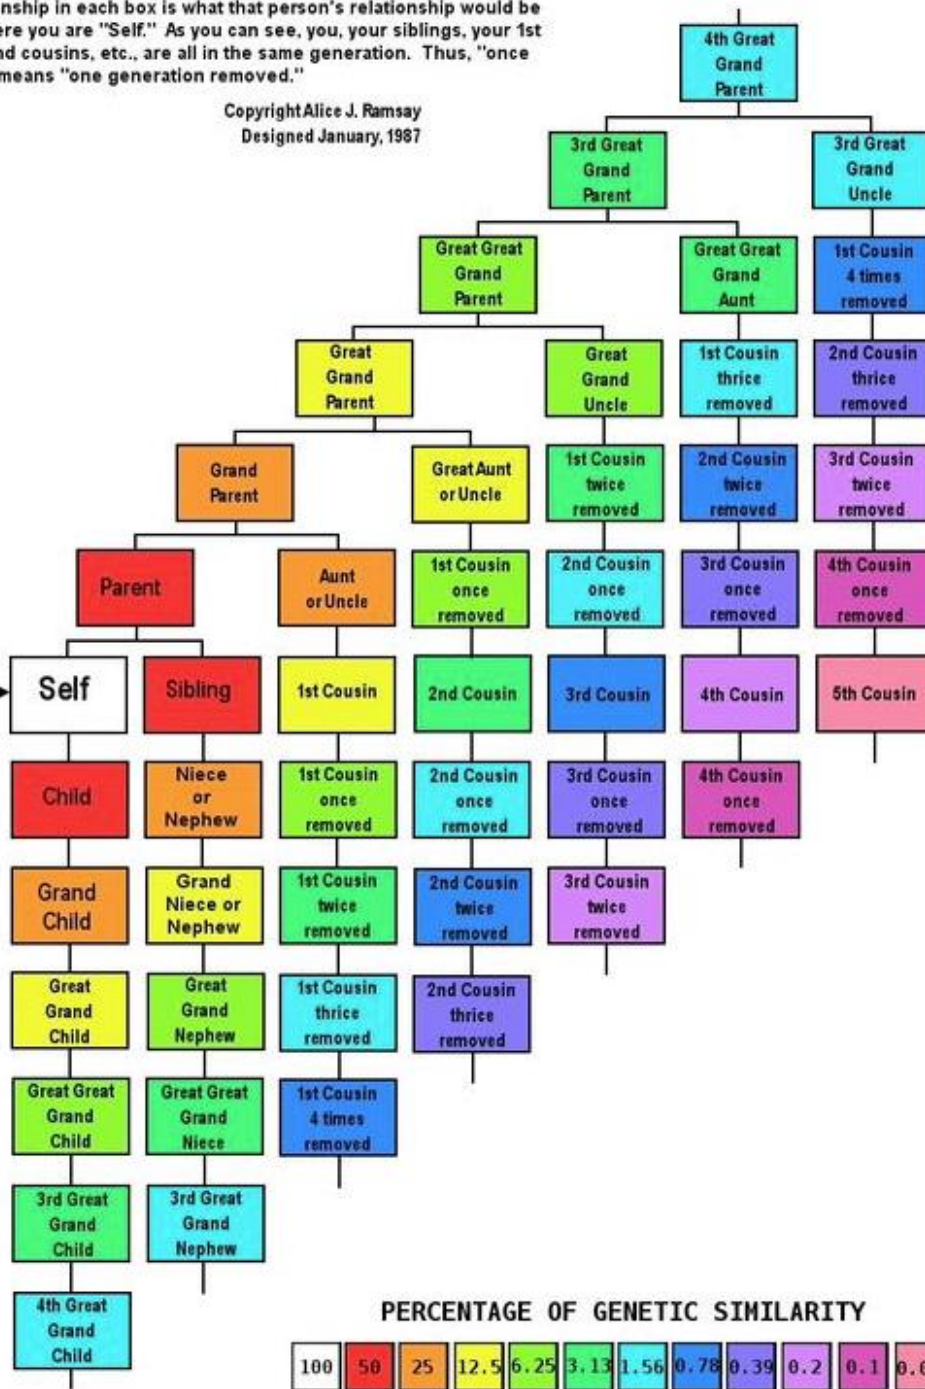 nship in each box is what that person's relationship would be
ere you are "Self." As you can see, you, your siblings, your 1st
nd cousins, etc., are all in the same generation. Thus, "once
means "one generation removed."
Copyright Alice J. Ramsay
Designed January, 1987
4th Great
Grand
Parent
3rd Great
Grand
Parent
3rd Great
Grand
Uncle
Great Great
Grand
Parent
Great Great
Grand
Aunt
1st Cousin
4 times
removed
Great
Grand
Parent
Great
Grand
Uncle
1st Cousin
thrice
removed
2nd Cousin
thrice
removed
Grand
Parent
Great Aunt
or Uncle
1st Cousin
twice
removed
2nd Cousin
twice
removed
3rd Cousin
twice
removed
Parent
Aunt
or Uncle
1st Cousin
once
removed
2nd Cousin
once
removed
3rd Cousin
once
removed
4th Cousin
once
removed
Self
Sibling
1st Cousin
2nd Cousin
3rd Cousin
4th Cousin
5th Cousin
Child
Niece
or
Nephew
1st Cousin
once
removed
2nd Cousin
once
removed
3rd Cousin
once
removed
4th Cousin
once
removed
Grand
Child
Grand
Niece or
Nephew
1st Cousin
twice
removed
2nd Cousin
twice
removed
3rd Cousin
twice
removed
Great
Grand
Child
Great
Grand
Nephew
1st Cousin
thrice
removed
2nd Cousin
thrice
removed
Great Great
Grand
Child
Great Great
Grand
Niece
1st Cousin
4 times
removed
3rd Great
Grand
Child
3rd Great
Grand
Nephew
4th Great
Grand
Child
PERCENTAGE OF GENETIC SIMILARITY
100 50 25 12.5 6.25 3.13 1.56 0.78 0.39 0.2 0.1 0.0